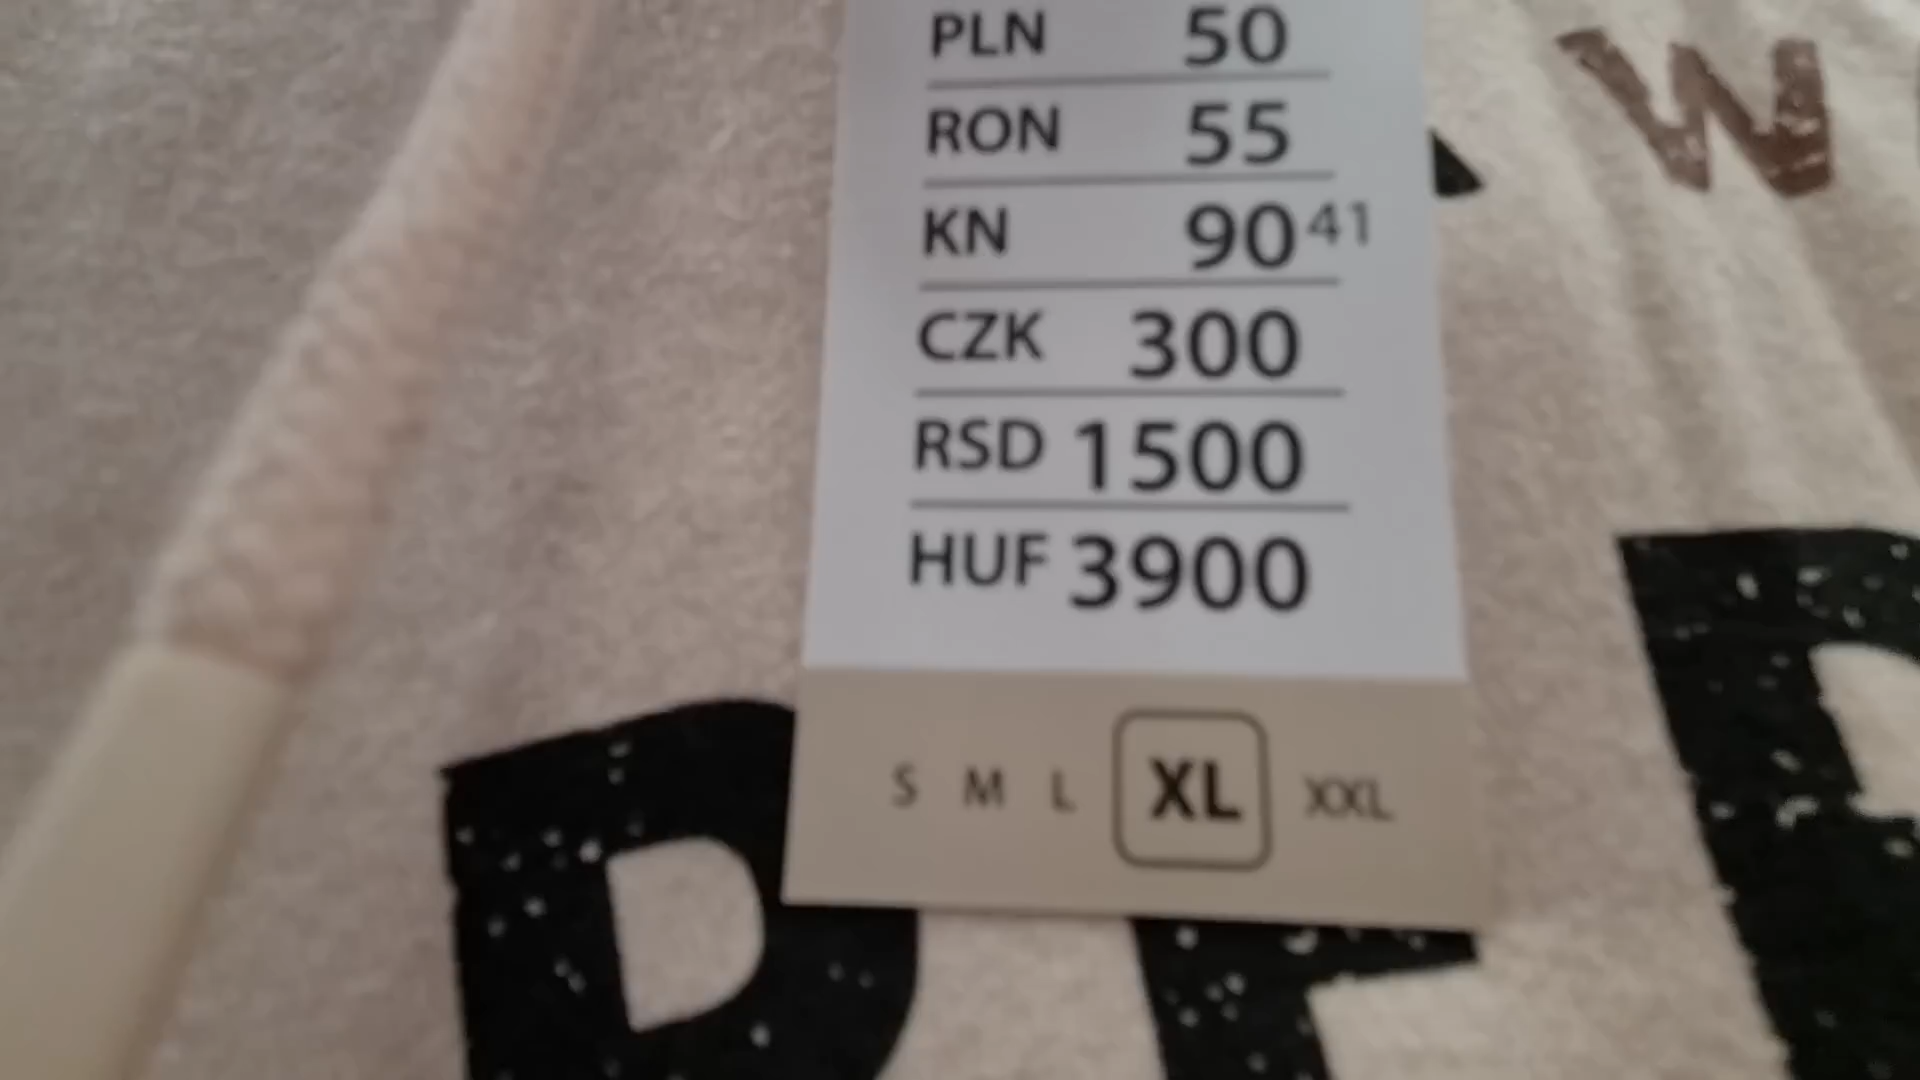 PLN 50
RON 55
KN 90 41
CZK 300
RSD 1500
HUF 3900
S M L XL XXL
W